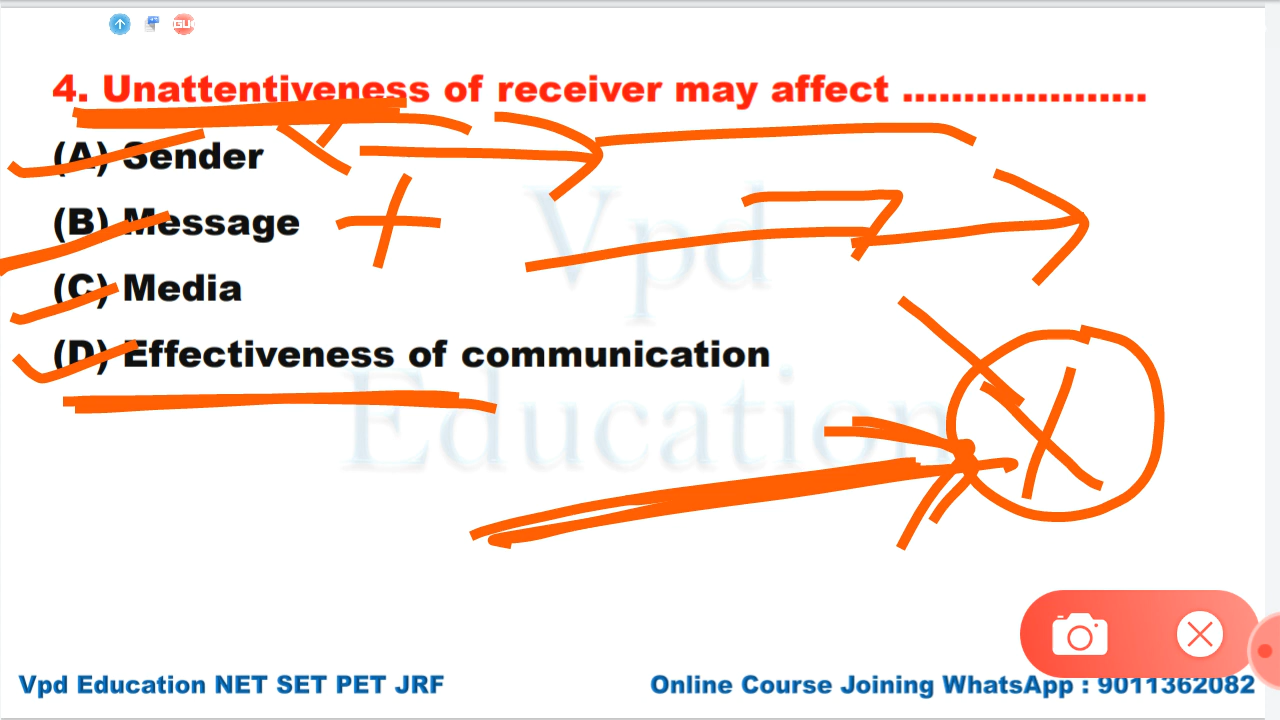 4. Unattentiveness of receiver may affect ....................
(A) Sender
(B) Message
(C) Media
(D) Effectiveness of communication
Vpd
Education
Vpd Education NET SET PET JRF
Online Course Joining WhatsApp : 9011362082